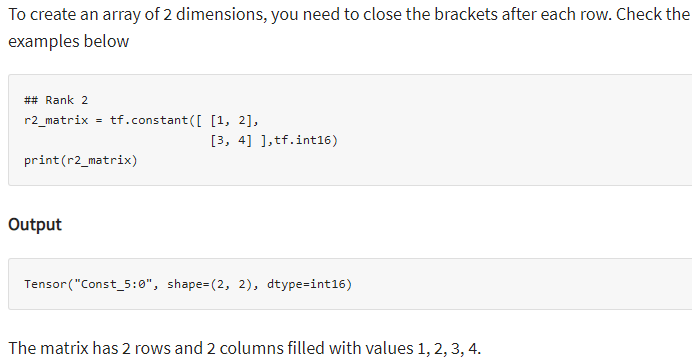 To create an array of 2 dimensions, you need to close the brackets after each row. Check the
examples below
## Rank 2
r2_matrix = tf.constant([ [1, 2],
                          [3, 4] ],tf.int16)
print(r2_matrix)
Output
Tensor("Const_5:0", shape=(2, 2), dtype=int16)
The matrix has 2 rows and 2 columns filled with values 1, 2, 3, 4.